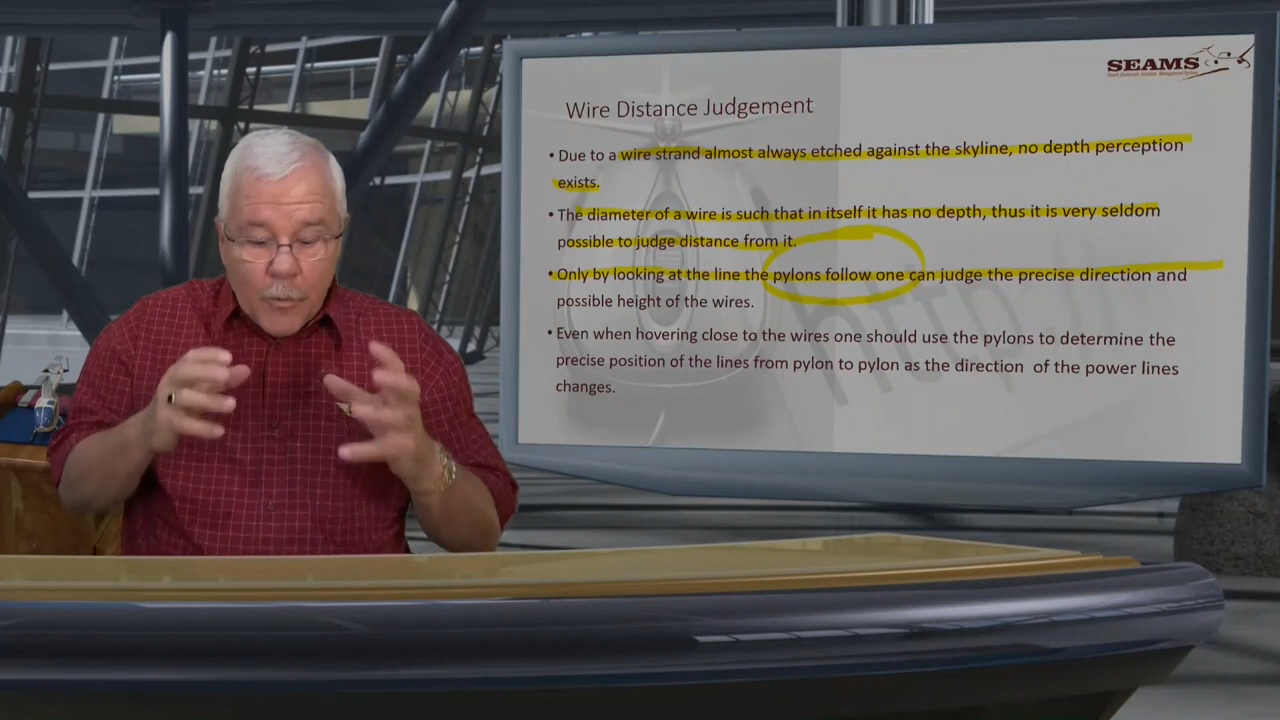 SEAMS
Wire Distance Judgement
• Due to a wire strand almost always etched against the skyline, no depth perception
exists.
• The diameter of a wire is such that in itself it has no depth, thus it is very seldom
possible to judge distance from it.
• Only by looking at the line the pylons follow one can judge the precise direction and
possible height of the wires.
• Even when hovering close to the wires one should use the pylons to determine the
precise position of the lines from pylon to pylon as the direction of the power lines
changes.
http